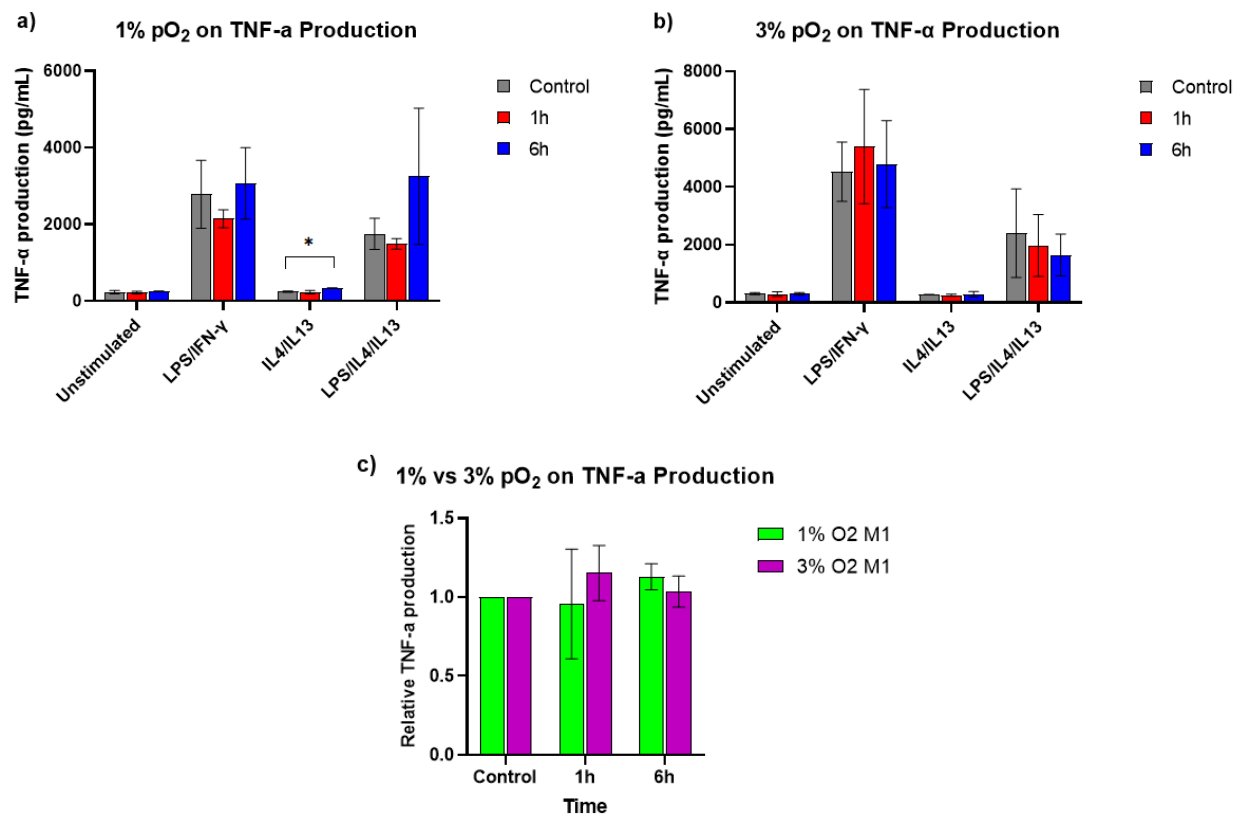 a)
1% pO₂ on TNF-a Production
TNF-α production (pg/mL)
6000
4000
2000
0
Unstimulated
LPS/IFN-γ
IL4/IL13
LPS/IL4/IL13
*
Control
1h
6h
b)
3% pO₂ on TNF-α Production
TNF-α production (pg/mL)
8000
6000
4000
2000
0
Unstimulated
LPS/IFN-γ
IL4/IL13
LPS/IL4/IL13
Control
1h
6h
c)
1% vs 3% pO₂ on TNF-a Production
Relative TNF-a production
1.5
1.0
0.5
0.0
Control
1h
6h
Time
1% O2 M1
3% O2 M1